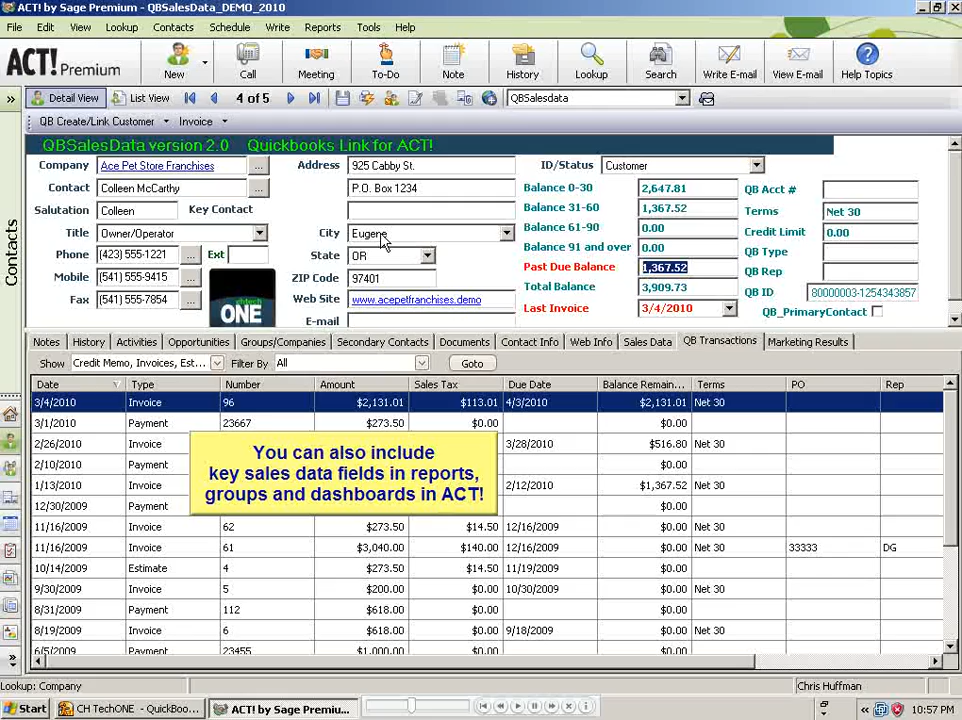 ACT! by Sage Premium - QBSalesData_DEMO_2010
File Edit View Lookup Contacts Schedule Write Reports Tools Help
ACT! Premium New Call Meeting To-Do Note History Lookup Search Write E-mail View E-mail Help Topics
» Detail View List View 4 of 5 QBSalesdata
QB Create/Link Customer Invoice
Contacts
QBSalesData version 2.0 Quickbooks Link for ACT!
Company Ace Pet Store Franchises ... Address 925 Cabby St. ID/Status Customer
Contact Colleen McCarthy ... P.O. Box 1234 Balance 0-30 2,647.81 QB Acct #
Salutation Colleen Key Contact Balance 31-60 1,367.52 Terms Net 30
Title Owner/Operator City Eugene Balance 61-90 0.00 Credit Limit 0.00
Phone (423) 555-1221 ... Ext State OR Balance 91 and over 0.00 QB Type
Mobile (541) 555-9415 ... ZIP Code 97401 Past Due Balance 1,367.52 QB Rep
Fax (541) 555-7854 ... Web Site www.acepetfranchises.demo Total Balance 3,909.73 QB ID 80000003-1254343857
E-mail Last Invoice 3/4/2010 QB_PrimaryContact
ONE
Notes History Activities Opportunities Groups/Companies Secondary Contacts Documents Contact Info Web Info Sales Data QB Transactions Marketing Results
Show Credit Memo, Invoices, Est... Filter By All Goto
Date Type Number Amount Sales Tax Due Date Balance Remain... Terms PO Rep
3/4/2010 Invoice 96 $2,131.01 $113.01 4/3/2010 $2,131.01 Net 30
3/1/2010 Payment 23667 $273.50 $0.00 $0.00
2/26/2010 Invoice 3/28/2010 $516.80 Net 30
2/10/2010 Payment $0.00
1/13/2010 Invoice 2/12/2010 $1,367.52 Net 30
12/30/2009 Payment $0.00
You can also include
key sales data fields in reports,
groups and dashboards in ACT!
11/16/2009 Invoice 62 $273.50 $14.50 12/16/2009 $0.00 Net 30
11/16/2009 Invoice 61 $3,040.00 $140.00 12/16/2009 $0.00 Net 30 33333 DG
10/14/2009 Estimate 4 $273.50 $14.50 11/19/2009 $0.00
9/30/2009 Invoice 5 $200.00 $0.00 10/30/2009 $0.00 Net 30
8/31/2009 Payment 112 $618.00 $0.00 $0.00
8/19/2009 Invoice 6 $618.00 $0.00 9/18/2009 $0.00 Net 30
6/5/2009 Payment 23455 $1,000.00 $0.00 $0.00
Lookup: Company Chris Huffman
Start CH TechONE - QuickBoo... ACT! by Sage Premiu... « 10:57 PM